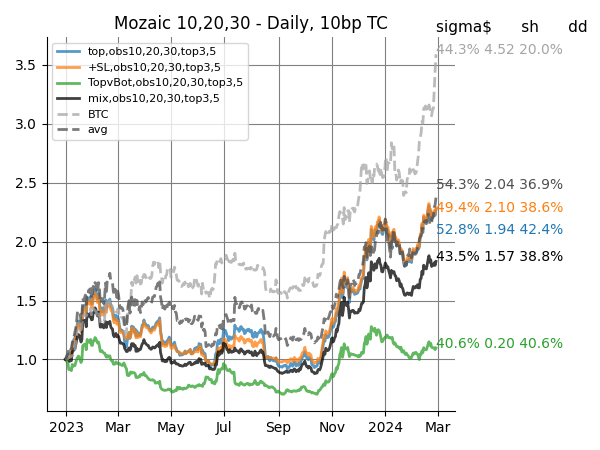 Mozaic 10,20,30 - Daily, 10bp TC
sigma$ sh dd
top,obs10,20,30,top3,5
+SL,obs10,20,30,top3,5
TopvBot,obs10,20,30,top3,5
mix,obs10,20,30,top3,5
BTC
avg
44.3% 4.52 20.0%
54.3% 2.04 36.9%
49.4% 2.10 38.6%
52.8% 1.94 42.4%
43.5% 1.57 38.8%
40.6% 0.20 40.6%
3.5
3.0
2.5
2.0
1.5
1.0
2023 Mar May Jul Sep Nov 2024 Mar